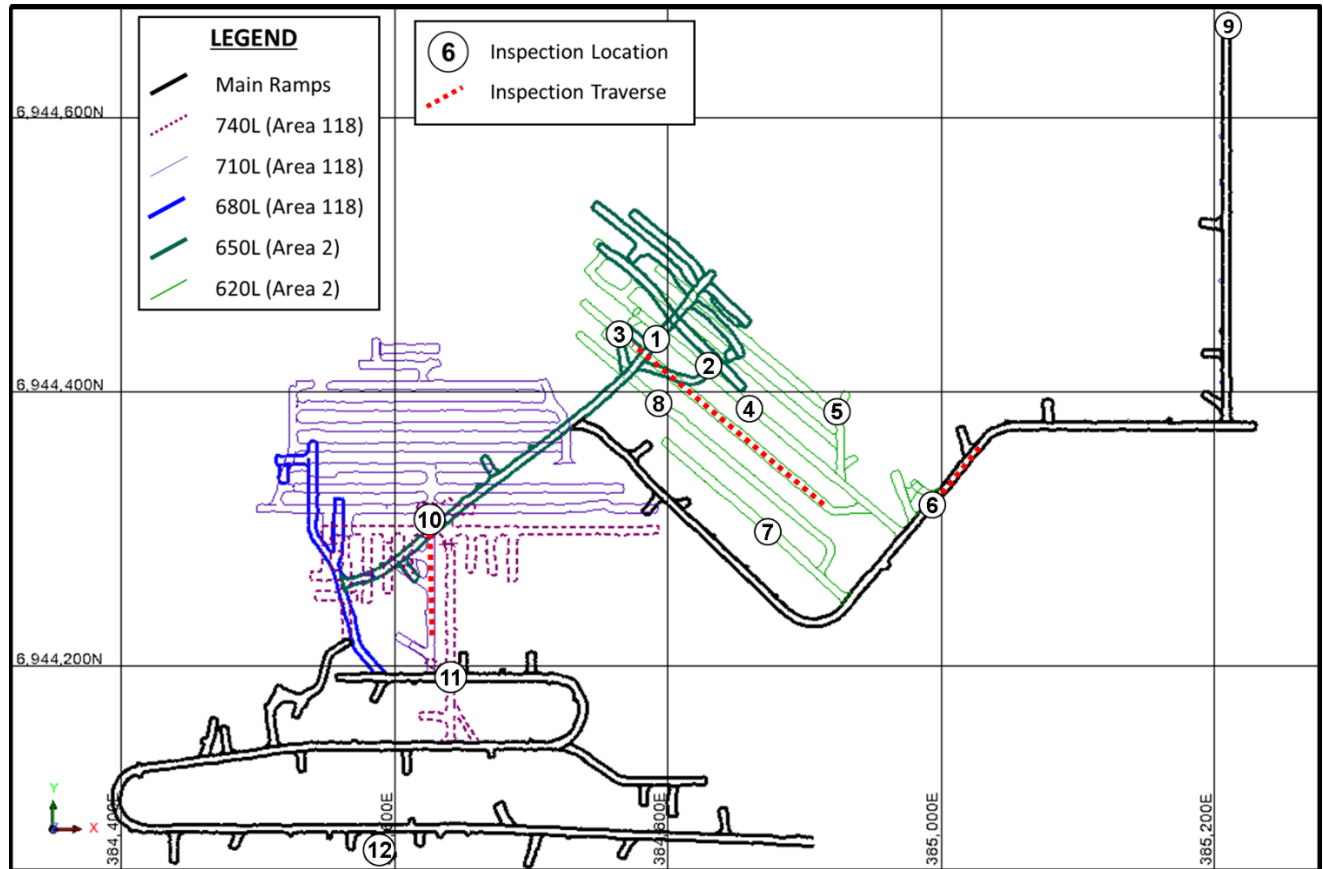 LEGEND
Main Ramps
740L (Area 118)
710L (Area 118)
680L (Area 118)
650L (Area 2)
620L (Area 2)
6 Inspection Location
Inspection Traverse
9
6,944,600N
6,944,400N
3
1
2
8
4
5
6
7
10
6,944,200N
11
12
384,400E
384,600E
384,800E
385,000E
385,200E
Y
X